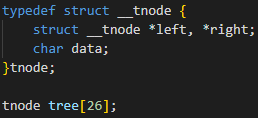 typedef struct __tnode {
    struct __tnode *left, *right;
    char data;
}tnode;

tnode tree[26];